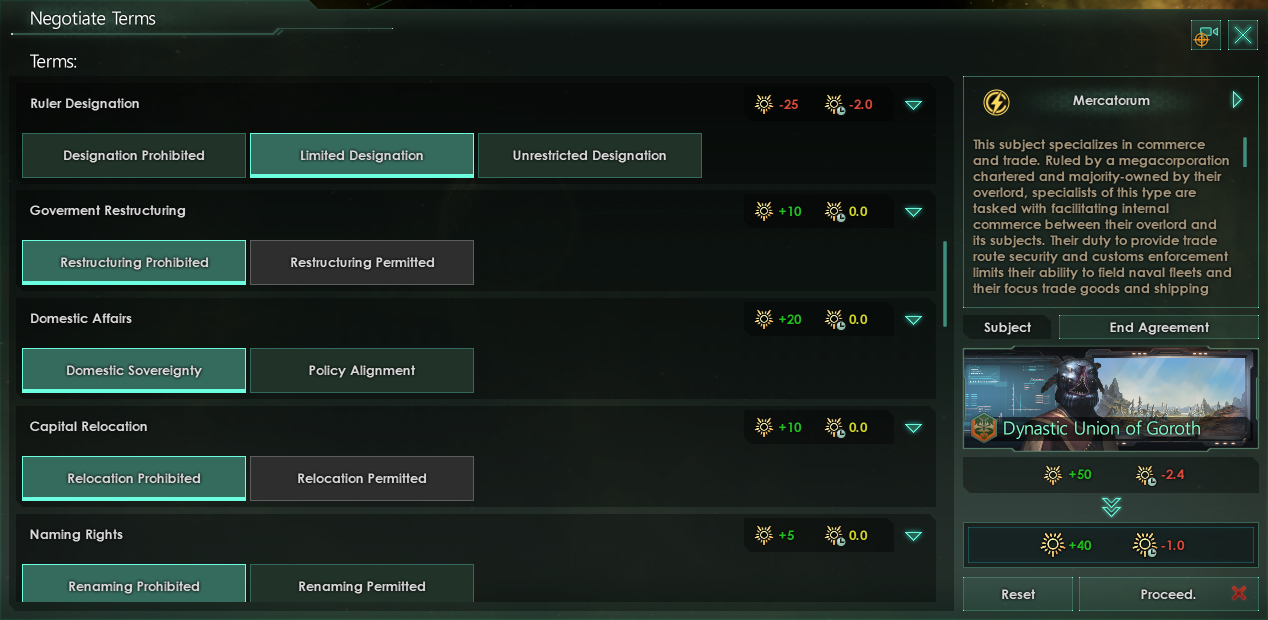 Negotiate Terms
Terms:
Ruler Designation
-25
-2.0
Designation Prohibited
Limited Designation
Unrestricted Designation
Goverment Restructuring
+10
0.0
Restructuring Prohibited
Restructuring Permitted
Domestic Affairs
+20
0.0
Domestic Sovereignty
Policy Alignment
Capital Relocation
+10
0.0
Relocation Prohibited
Relocation Permitted
Naming Rights
+5
0.0
Renaming Prohibited
Renaming Permitted
Mercatorum
This subject specializes in commerce
and trade. Ruled by a megacorporation
chartered and majority-owned by their
overlord, specialists of this type are
tasked with facilitating internal
commerce between their overlord and
its subjects. Their duty to provide trade
route security and customs enforcement
limits their ability to field naval fleets and
their focus trade goods and shipping
Subject
End Agreement
Dynastic Union of Goroth
+50
-2.4
+40
-1.0
Reset
Proceed.